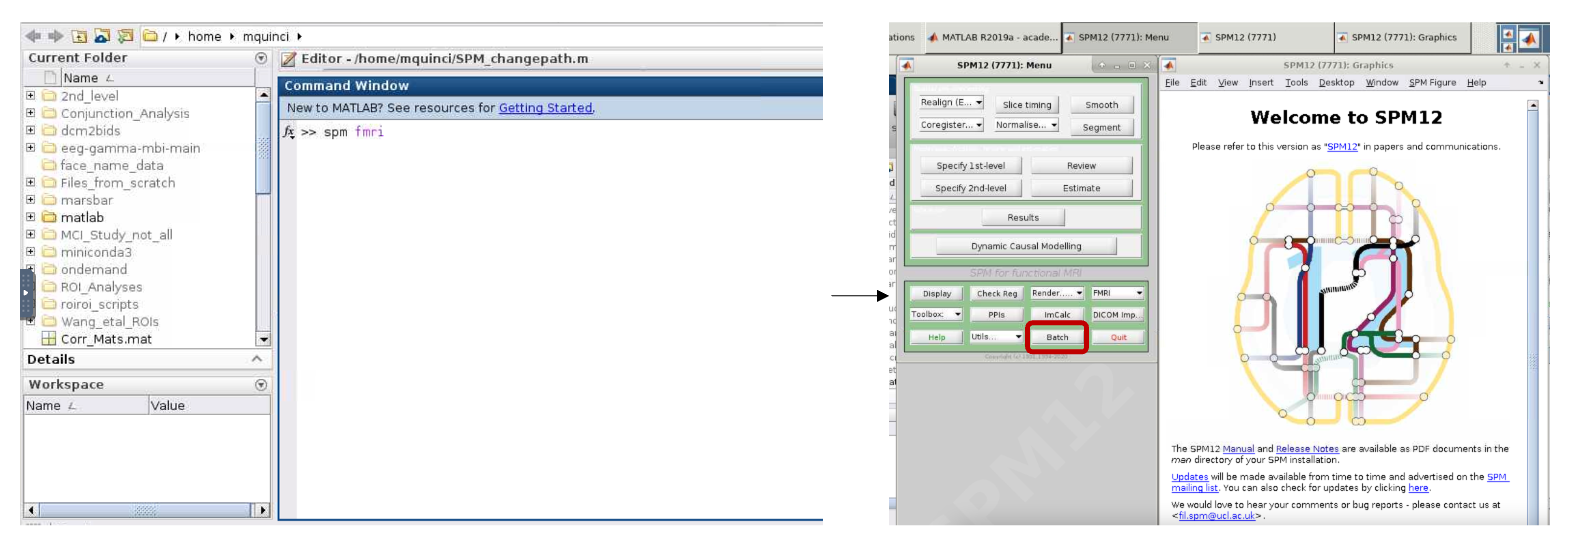 / ▸ home ▸ mquinci ▸
Current Folder
Name
2nd_level
Conjunction_Analysis
dcm2bids
eeg-gamma-mbi-main
face_name_data
Files_from_scratch
marsbar
matlab
MCI_Study_not_all
miniconda3
ondemand
ROI_Analyses
roiroi_scripts
Wang_etal_ROIs
Corr_Mats.mat
Details
Workspace
Name Value
Editor - /home/mquinci/SPM_changepath.m
Command Window
New to MATLAB? See resources for Getting Started.
fx >> spm fmri
ations MATLAB R2019a - acade... SPM12 (7771): Menu SPM12 (7771) SPM12 (7771): Graphics
SPM12 (7771): Menu
Realign (E... Slice timing Smooth
Coregister... Normalise... Segment
Specify 1st-level Review
Specify 2nd-level Estimate
Results
Dynamic Causal Modelling
SPM for functional MRI
Display Check Reg Render..... FMRI
Toolbox: PPIs ImCalc DICOM Imp...
Help Utils... Batch Quit
SPM12
SPM12 (7771): Graphics
File Edit View Insert Tools Desktop Window SPM Figure Help
Welcome to SPM12
Please refer to this version as "SPM12" in papers and communications.
12
The SPM12 Manual and Release Notes are available as PDF documents in the
man directory of your SPM installation.
Updates will be made available from time to time and advertised on the SPM
mailing list. You can also check for updates by clicking here.
We would love to hear your comments or bug reports - please contact us at
<fil.spm@ucl.ac.uk>.